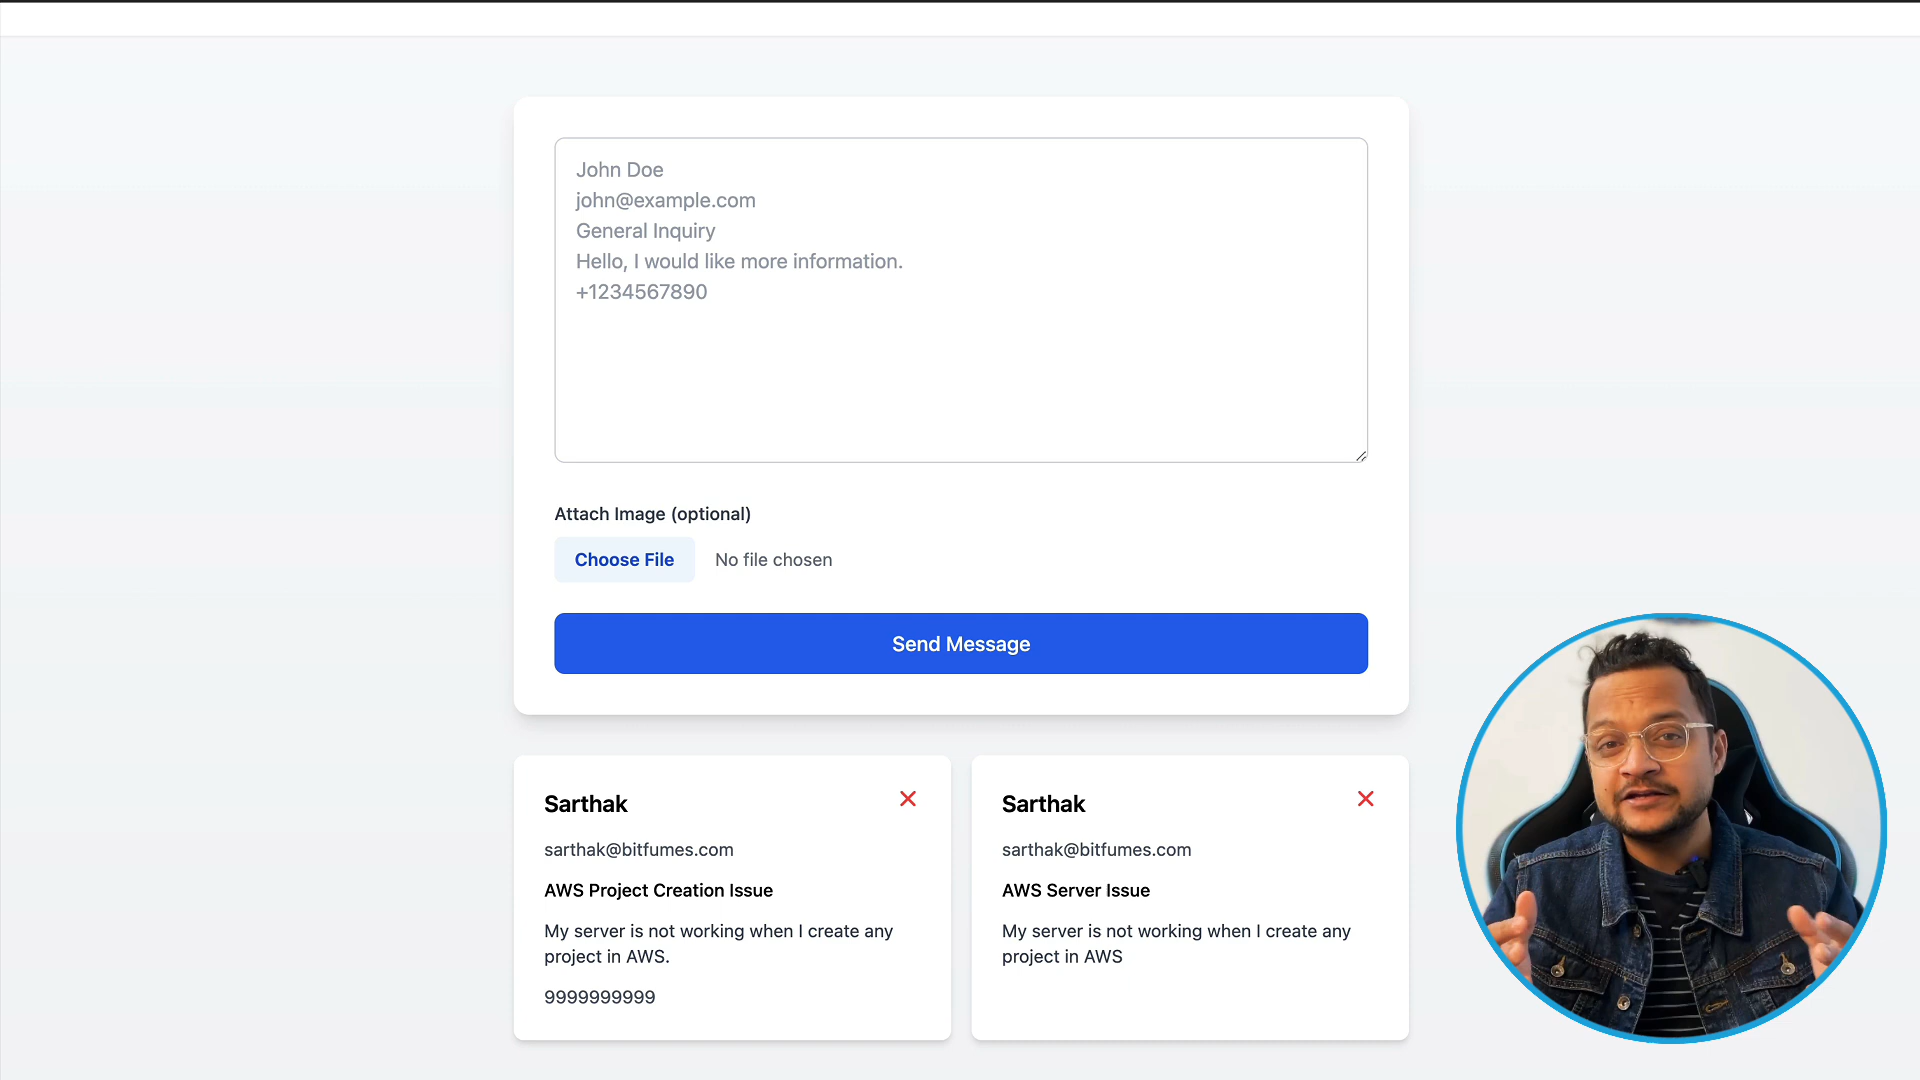 John Doe
john@example.com
General Inquiry
Hello, I would like more information.
+1234567890
Attach Image (optional)
Choose File No file chosen
Send Message
Sarthak
sarthak@bitfumes.com
AWS Project Creation Issue
My server is not working when I create any
project in AWS.
9999999999
Sarthak
sarthak@bitfumes.com
AWS Server Issue
My server is not working when I create any
project in AWS